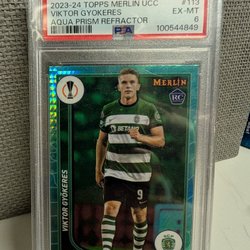 2023-24 TOPPS MERLIN UCC #113
VIKTOR GYOKERES EX-MT
AQUA PRISM REFRACTOR 6
PSA 100544849
MERLIN
RC
BETANO
9
VIKTOR GYÖKERES